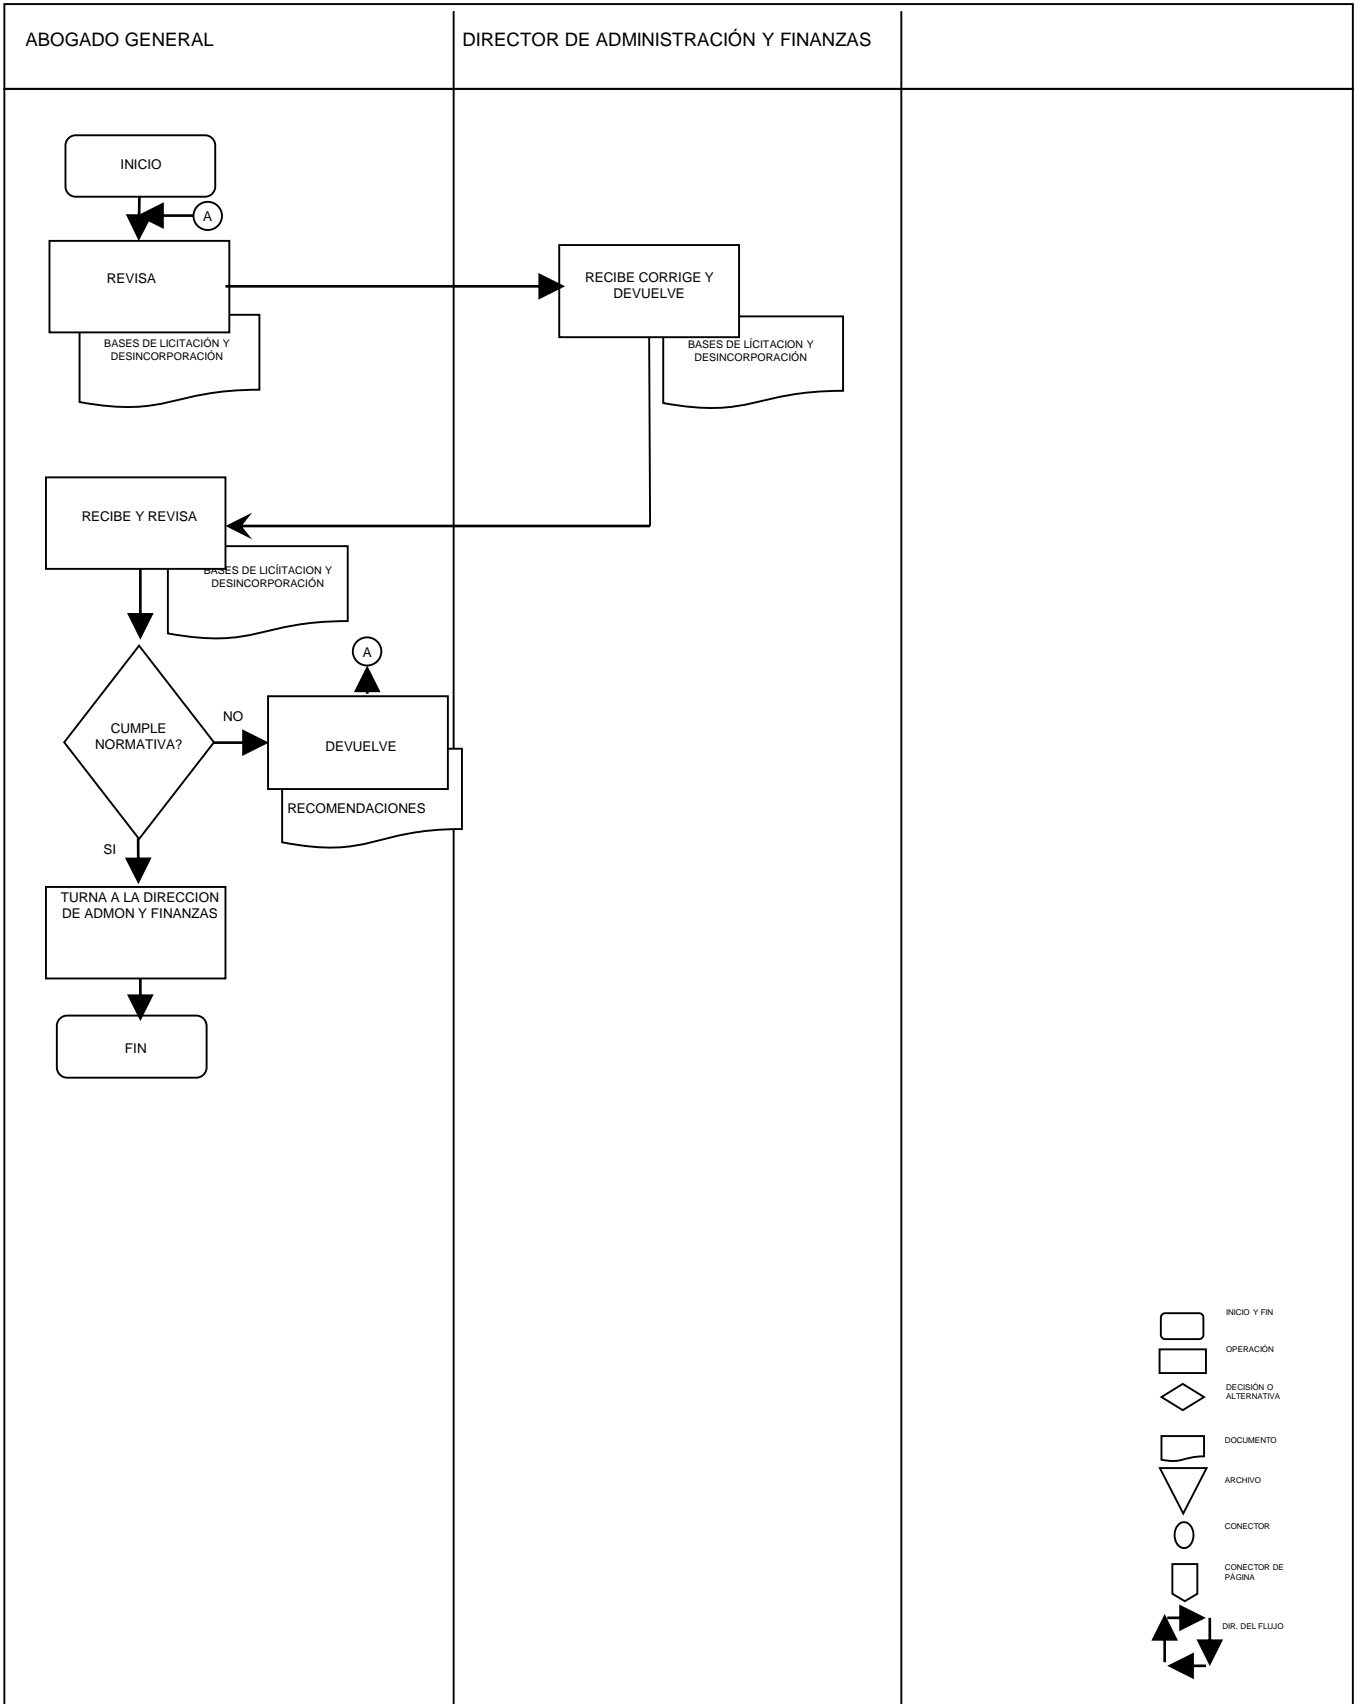 ABOGADO GENERAL
DIRECTOR DE ADMINISTRACIÓN Y FINANZAS
INICIO
A
REVISA
BASES DE LICITACIÓN Y
DESINCORPORACIÓN
RECIBE CORRIGE Y
DEVUELVE
BASES DE LÍCITACION Y
DESINCORPORACIÓN
RECIBE Y REVISA
BASES DE LICIÍITACION Y
DESINCORPORACIÓN
A
CUMPLE
NORMATIVA?
NO
DEVUELVE
RECOMENDACIONES
SI
TURNA A LA DIRECCION
DE ADMON Y FINANZAS
FIN
INICIO Y FIN
OPERACIÓN
DECISIÓN O
ALTERNATIVA
DOCUMENTO
ARCHIVO
CONECTOR
CONECTOR DE
PÁGINA
DIR. DEL FLUJO